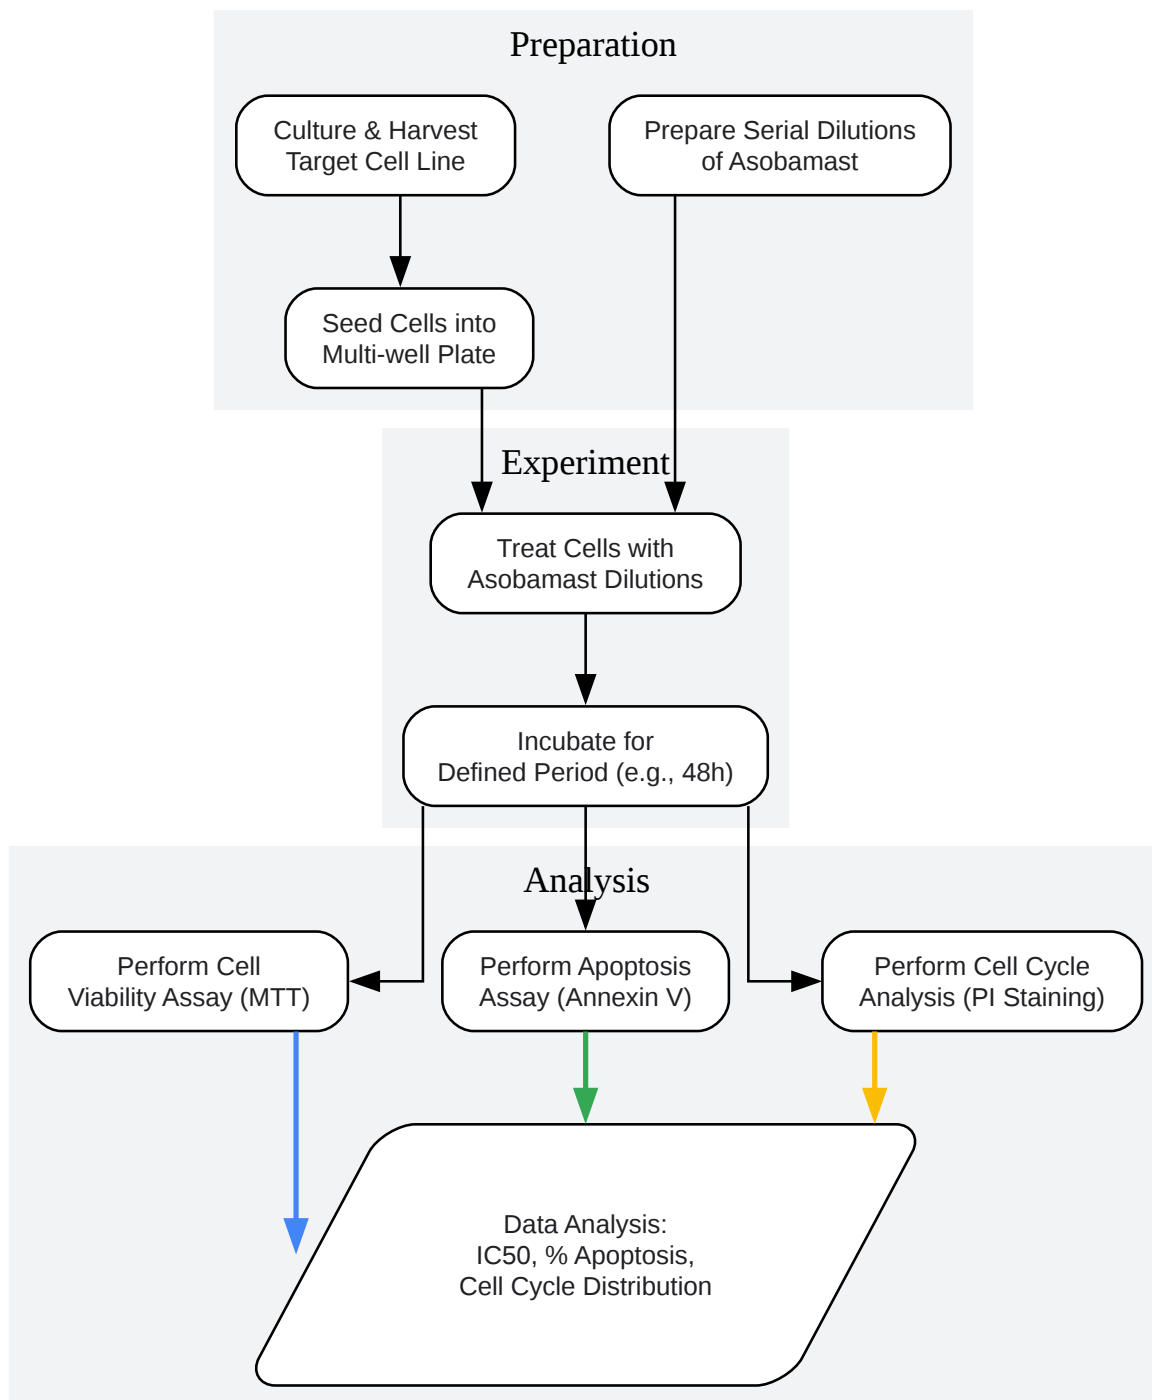 Preparation
Culture & Harvest
Target Cell Line
Prepare Serial Dilutions
of Asobamast
Seed Cells into
Multi-well Plate
Experiment
Treat Cells with
Asobamast Dilutions
Incubate for
Defined Period (e.g., 48h)
Analysis
Perform Cell
Viability Assay (MTT)
Perform Apoptosis
Assay (Annexin V)
Perform Cell Cycle
Analysis (PI Staining)
Data Analysis:
IC50, % Apoptosis,
Cell Cycle Distribution